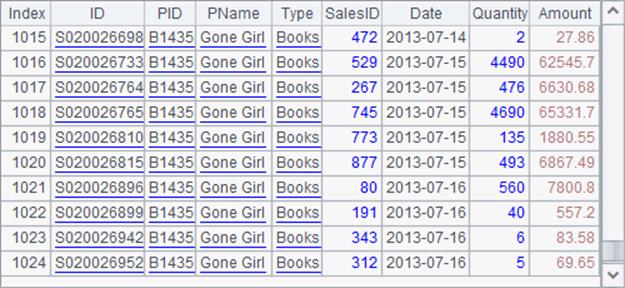 Index ID PID PName Type SalesID Date Quantity Amount
1015 S020026698 B1435 Gone Girl Books 472 2013-07-14 2 27.86
1016 S020026733 B1435 Gone Girl Books 529 2013-07-15 4490 62545.7
1017 S020026764 B1435 Gone Girl Books 267 2013-07-15 476 6630.68
1018 S020026765 B1435 Gone Girl Books 745 2013-07-15 4690 65331.7
1019 S020026810 B1435 Gone Girl Books 773 2013-07-15 135 1880.55
1020 S020026815 B1435 Gone Girl Books 877 2013-07-15 493 6867.49
1021 S020026896 B1435 Gone Girl Books 80 2013-07-16 560 7800.8
1022 S020026899 B1435 Gone Girl Books 191 2013-07-16 40 557.2
1023 S020026942 B1435 Gone Girl Books 343 2013-07-16 6 83.58
1024 S020026952 B1435 Gone Girl Books 312 2013-07-16 5 69.65